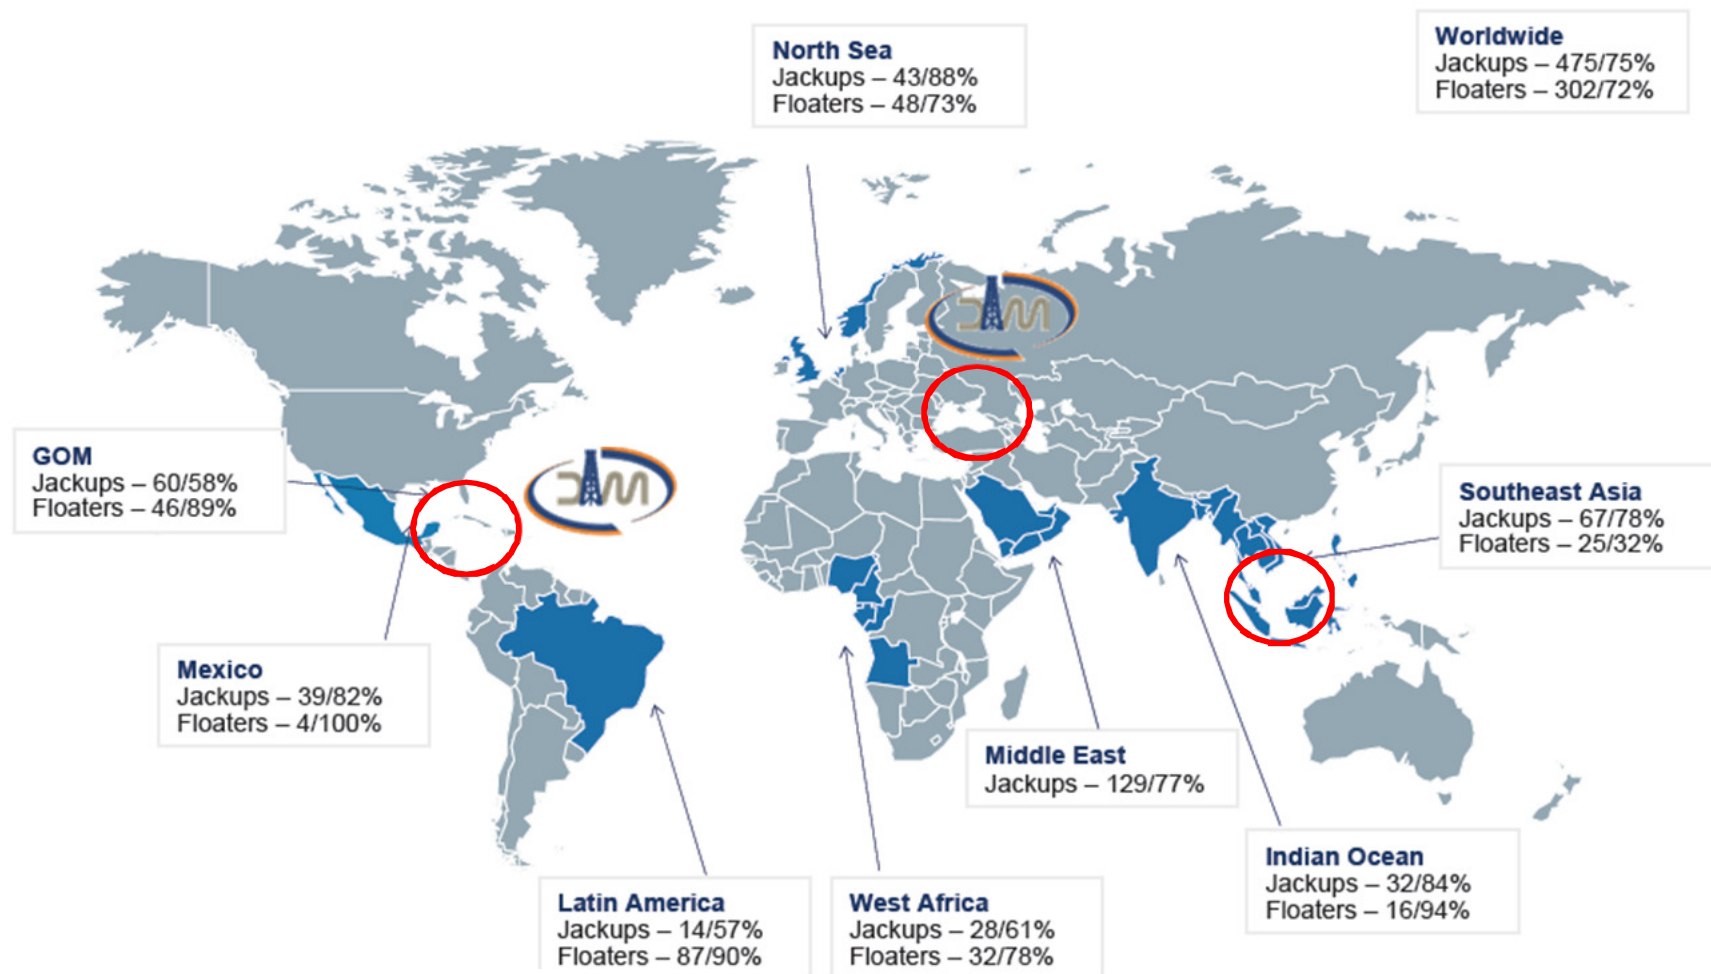 North Sea
Jackups – 43/88%
Floaters – 48/73%
Worldwide
Jackups – 475/75%
Floaters – 302/72%
GOM
Jackups – 60/58%
Floaters – 46/89%
Southeast Asia
Jackups – 67/78%
Floaters – 25/32%
Mexico
Jackups – 39/82%
Floaters – 4/100%
Middle East
Jackups – 129/77%
Indian Ocean
Jackups – 32/84%
Floaters – 16/94%
Latin America
Jackups – 14/57%
Floaters – 87/90%
West Africa
Jackups – 28/61%
Floaters – 32/78%